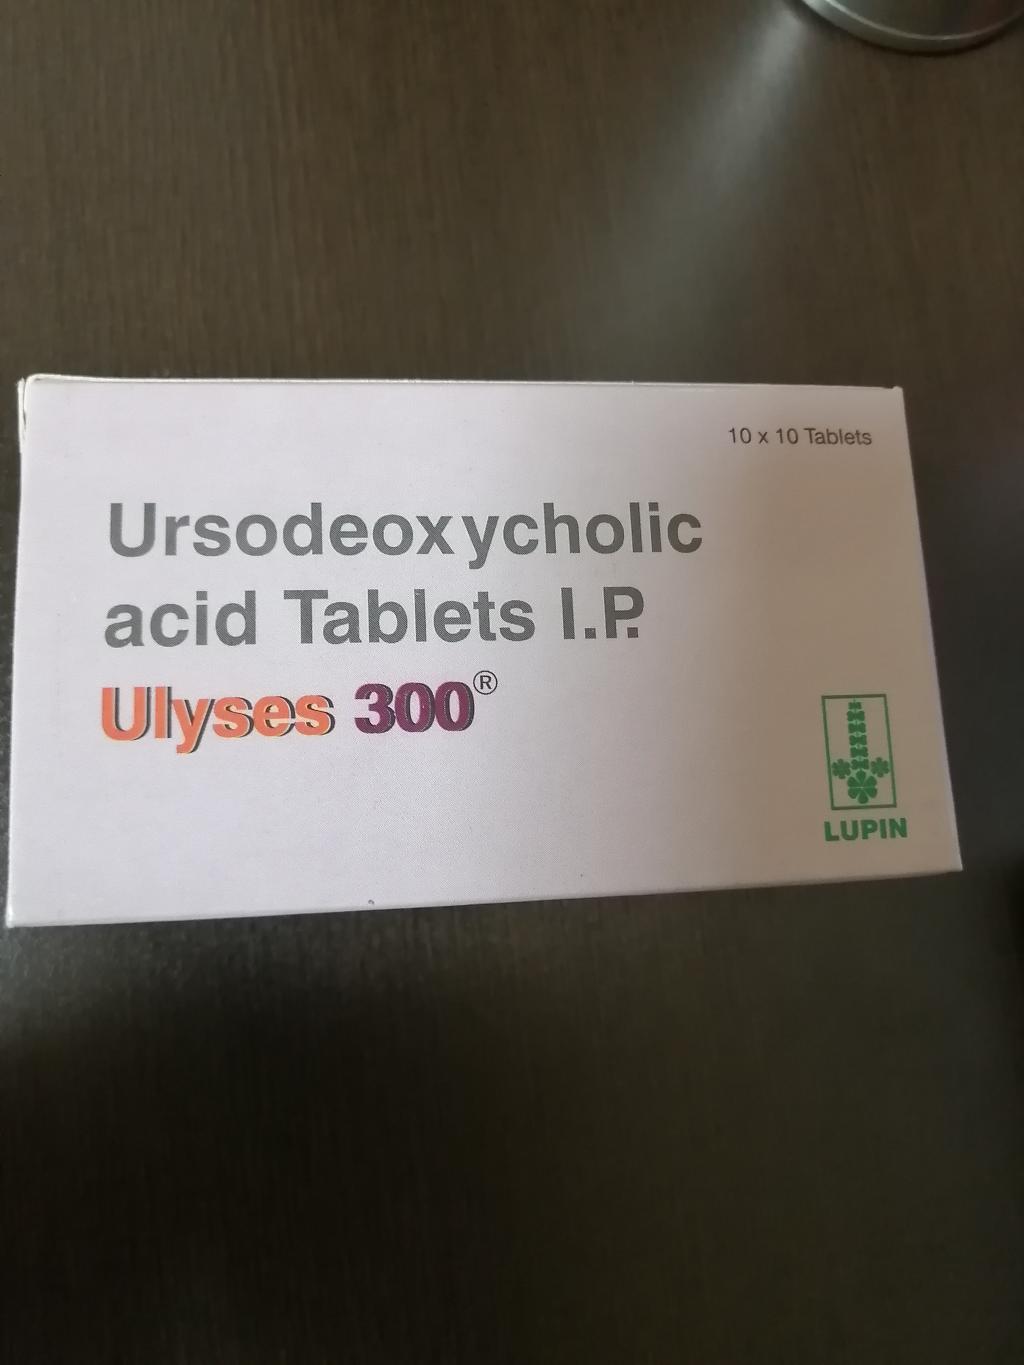 10 x 10 Tablets
Ursodeoxycholic
acid Tablets I.P.
Ulyses 300®
LUPIN